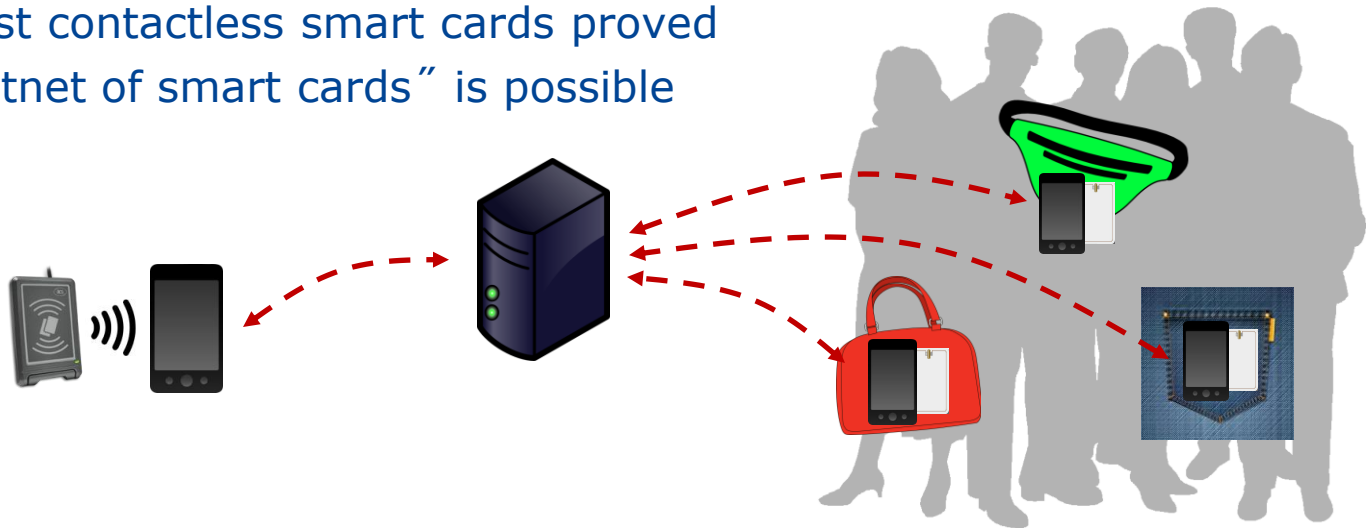 st contactless smart cards proved
tnet of smart cards˝ is possible